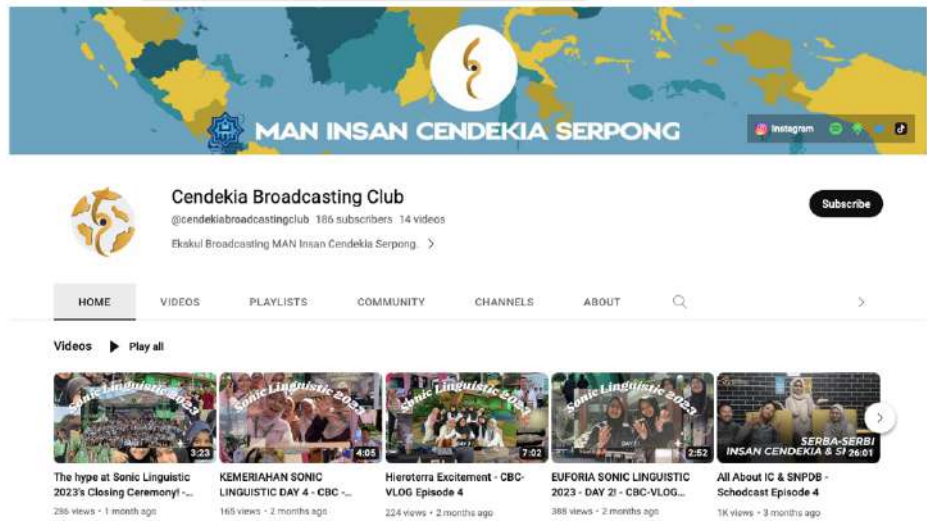 MAN INSAN CENDEKIA SERPONG
Instagram
Cendekia Broadcasting Club
Subscribe
@cendekiabroadcastingclub 186 subscribers 14 videos
Ekskul Broadcasting MAN Insan Cendekia Serpong. >
HOME VIDEOS PLAYLISTS COMMUNITY CHANNELS ABOUT
Videos Play all
Sonic Linguistic 2023
3:23
Sonic Linguistic 2023
4:05
Sonic Linguistic 2023
7:02
Sonic Linguistic 2023
DAY 2
2:52
SERBA-SERBI
INSAN CENDEKIA &
26:01
The hype at Sonic Linguistic
2023's Closing Ceremony! -...
286 views • 1 month ago
KEMERIAHAN SONIC
LINGUISTIC DAY 4 - CBC -...
165 views • 2 months ago
Hieroterra Excitement - CBC-
VLOG Episode 4
224 views • 2 months ago
EUFORIA SONIC LINGUISTIC
2023 - DAY 2! - CBC-VLOG...
388 views • 2 months ago
All About IC & SNPDB -
Schodcast Episode 4
1K views • 3 months ago